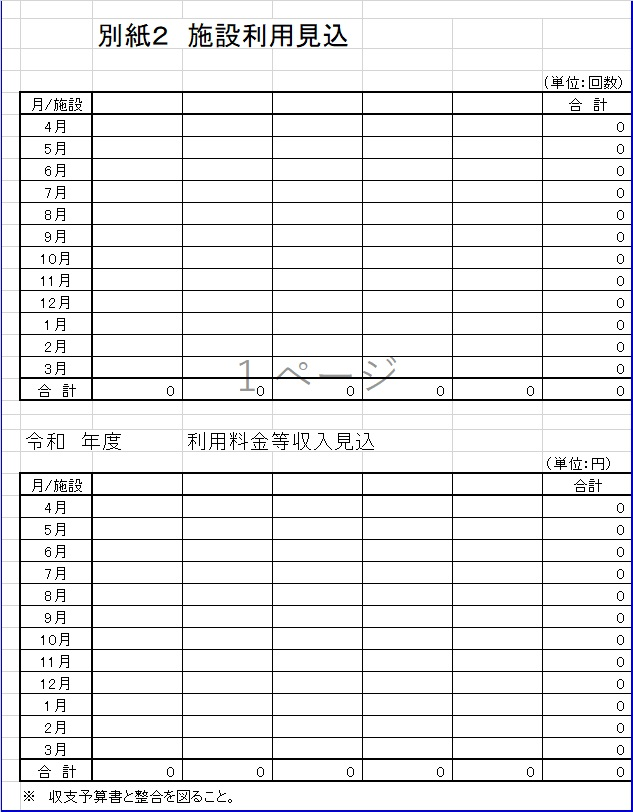 別紙２　施設利用見込
（単位：回数）
月/施設　合　計
４月　0
５月　0
６月　0
７月　0
８月　0
９月　0
１０月　0
１１月　0
１２月　0
１月　0
２月　0
３月　0
1 ページ
合　計　0　0　0　0　0　0
令和　年度　利用料金等収入見込
（単位：円）
月/施設　合計
４月　0
５月　0
６月　0
７月　0
８月　0
９月　0
１０月　0
１１月　0
１２月　0
１月　0
２月　0
３月　0
合　計　0　0　0　0　0　0
※　収支予算書と整合を図ること。